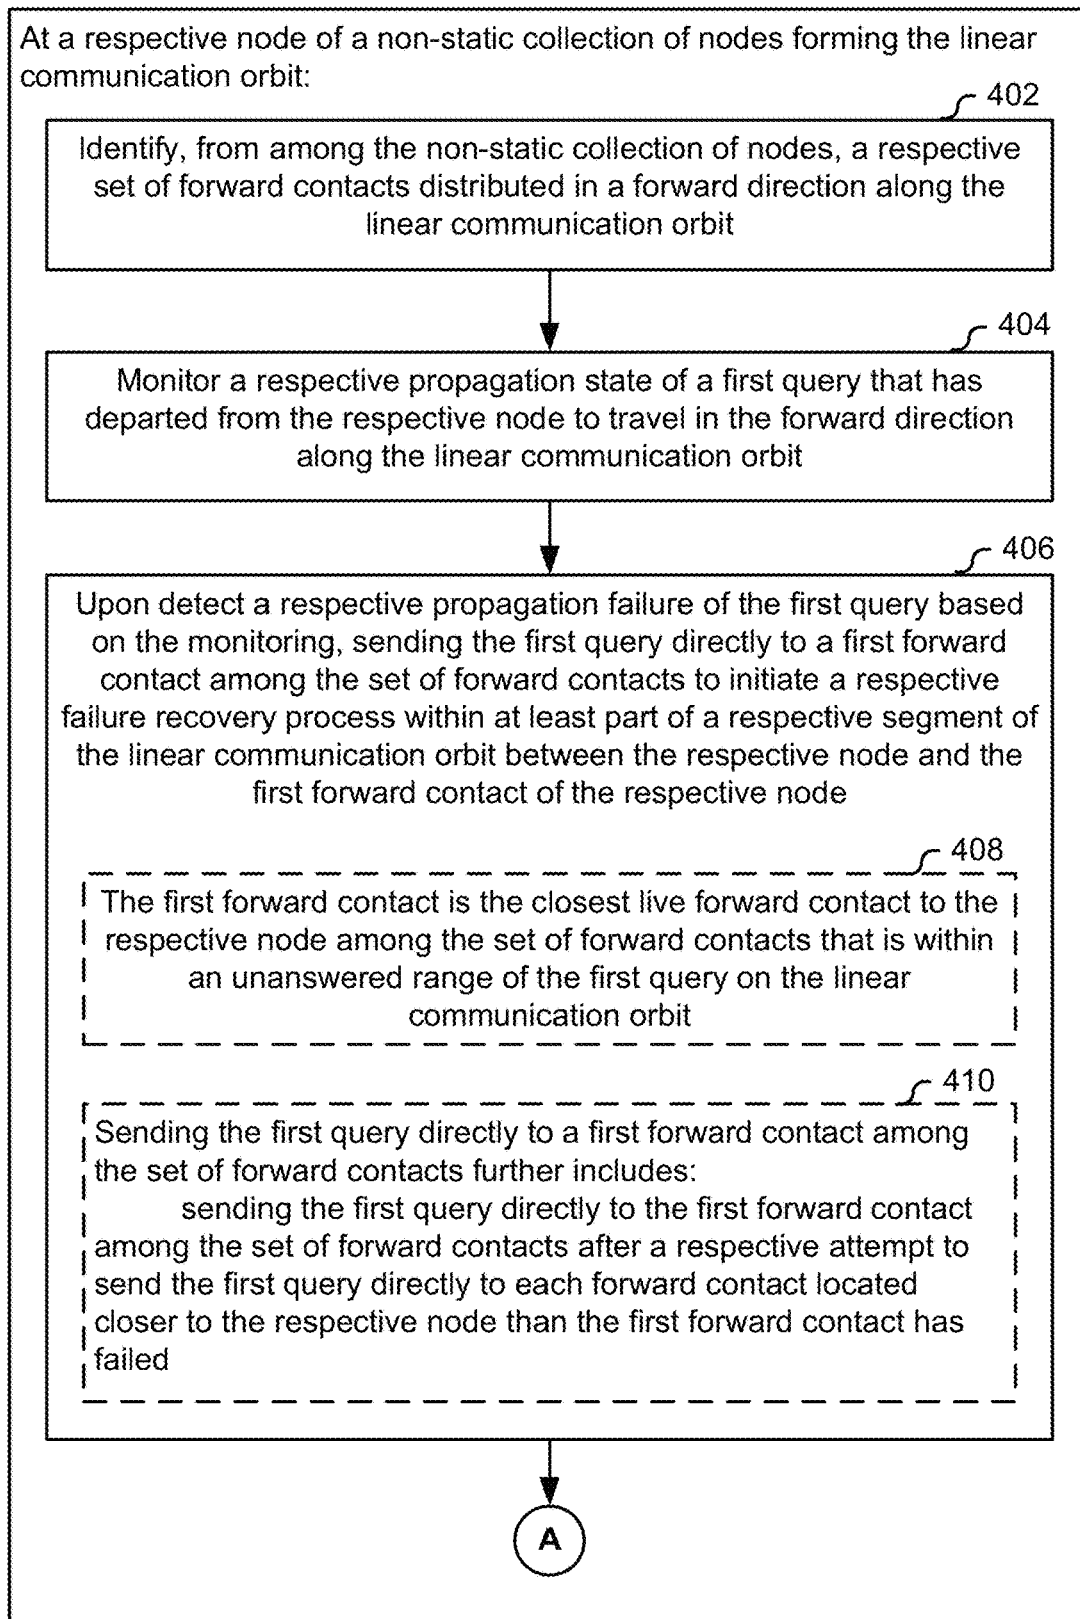 At a respective node of a non-static collection of nodes forming the linear
communication orbit:
402
Identify, from among the non-static collection of nodes, a respective
set of forward contacts distributed in a forward direction along the
linear communication orbit
404
Monitor a respective propagation state of a first query that has
departed from the respective node to travel in the forward direction
along the linear communication orbit
406
Upon detect a respective propagation failure of the first query based
on the monitoring, sending the first query directly to a first forward
contact among the set of forward contacts to initiate a respective
failure recovery process within at least part of a respective segment of
the linear communication orbit between the respective node and the
first forward contact of the respective node
408
The first forward contact is the closest live forward contact to the
respective node among the set of forward contacts that is within
an unanswered range of the first query on the linear
communication orbit
410
Sending the first query directly to a first forward contact among
the set of forward contacts further includes:
sending the first query directly to the first forward contact
among the set of forward contacts after a respective attempt to
send the first query directly to each forward contact located
closer to the respective node than the first forward contact has
failed
A